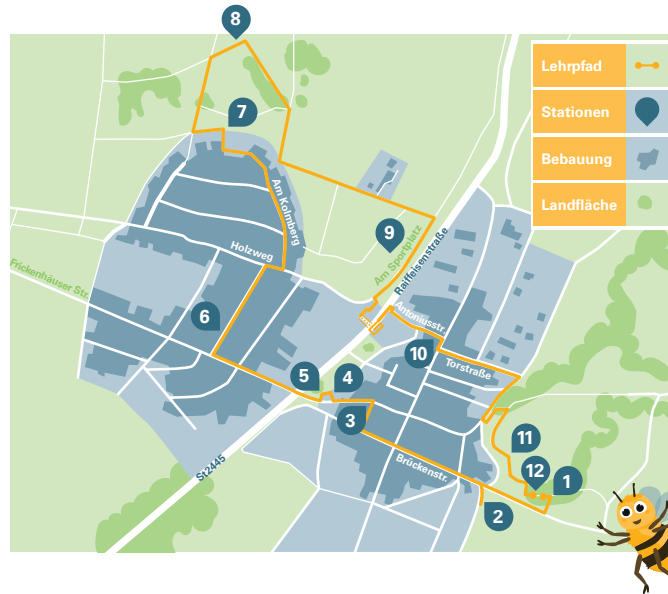 8
Lehrpfad
Stationen
Bebauung
Landfläche
7
Am Kolmberg
9
Am Sportplatz
Raiffeisenstraße
Holzweg
Frickenhäuser Str.
6
Antoniusstr.
10
Torstraße
5
4
3
11
12
1
Brückenstr.
St2445
2